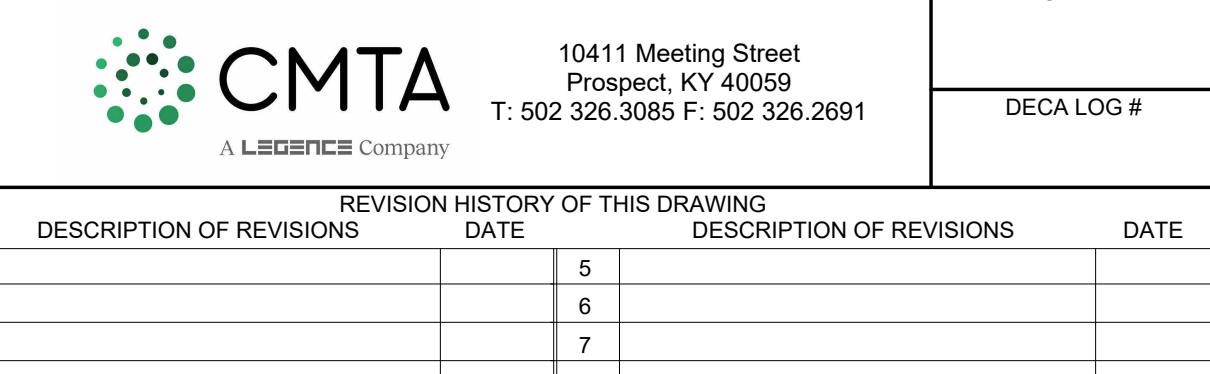 CMTA
A LEGENCE Company
10411 Meeting Street
Prospect, KY 40059
T: 502 326.3085 F: 502 326.2691
DECA LOG #
REVISION HISTORY OF THIS DRAWING
DESCRIPTION OF REVISIONS DATE DESCRIPTION OF REVISIONS DATE
5
6
7